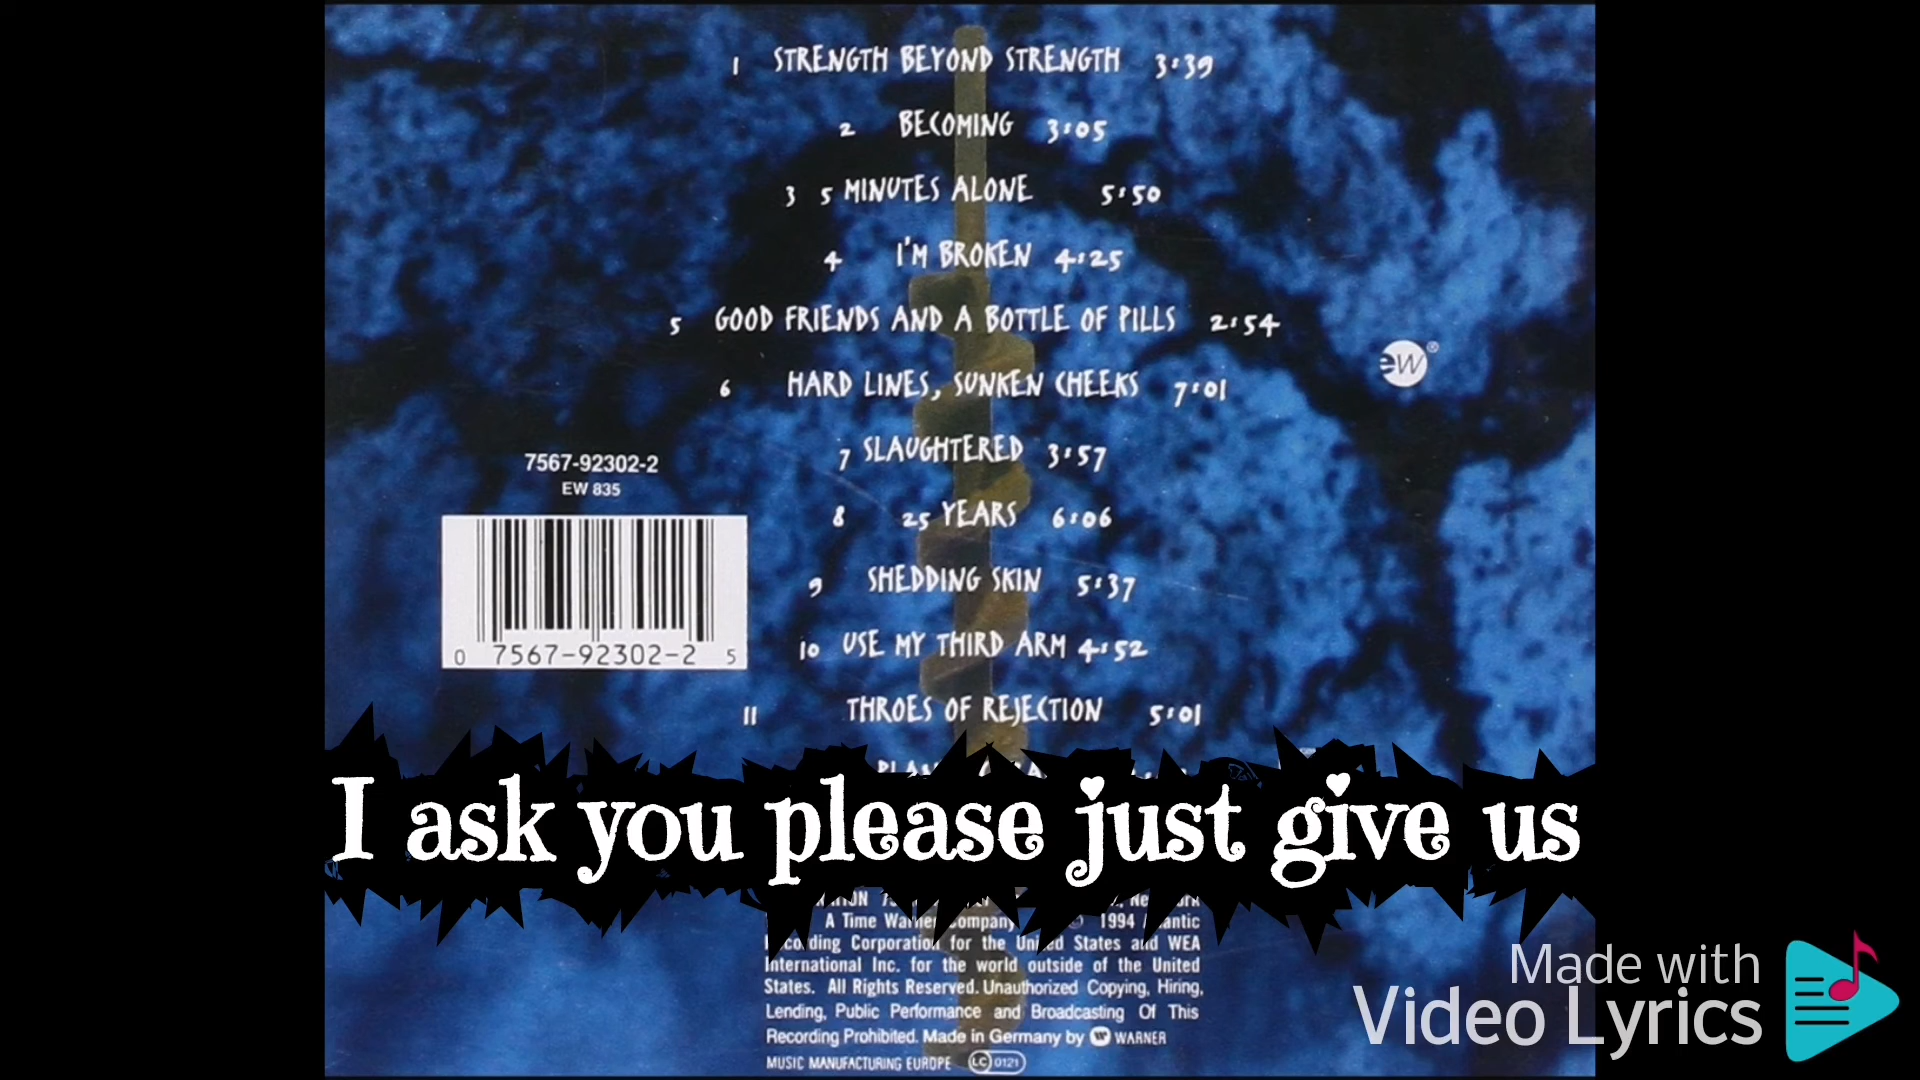 1 STRENGTH BEYOND STRENGTH 3:39
2 BECOMING 3:05
3 5 MINUTES ALONE 5:50
4 I'M BROKEN 4:25
5 GOOD FRIENDS AND A BOTTLE OF PILLS 2:54
6 HARD LINES, SUNKEN CHEEKS 7:01
7 SLAUGHTERED 3:57
8 25 YEARS 6:06
9 SHEDDING SKIN 5:37
10 USE MY THIRD ARM 4:52
11 THROES OF REJECTION 5:01
ew®
7567-92302-2
EW 835
0 7567-92302-2 5
I ask you please just give us
A Time Warner Company 1994 Atlantic
Recording Corporation for the United States and WEA
International Inc. for the world outside of the United
States. All Rights Reserved. Unauthorized Copying, Hiring,
Lending, Public Performance and Broadcasting Of This
Recording Prohibited. Made in Germany by WARNER
MUSIC MANUFACTURING EUROPE LC 0121
Made with
Video Lyrics